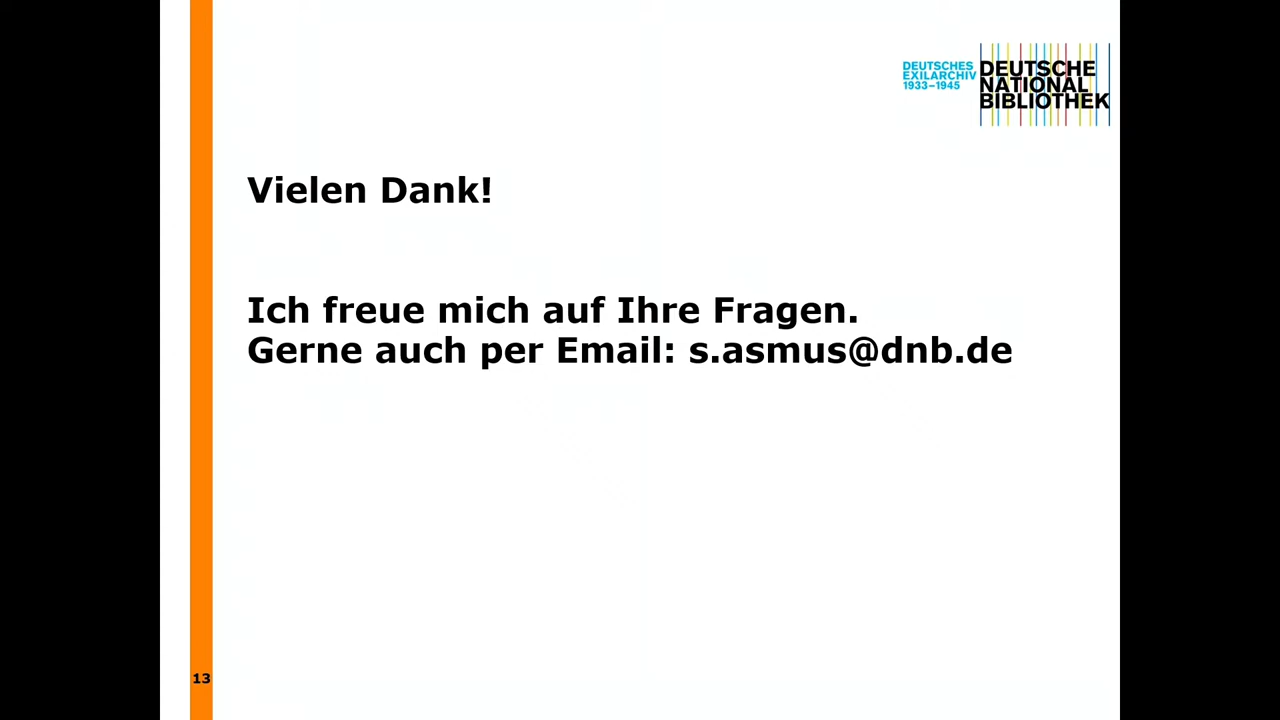 DEUTSCHES
EXILARCHIV
1933–1945
DEUTSCHE
NATIONAL
BIBLIOTHEK
Vielen Dank!
Ich freue mich auf Ihre Fragen.
Gerne auch per Email: s.asmus@dnb.de
13